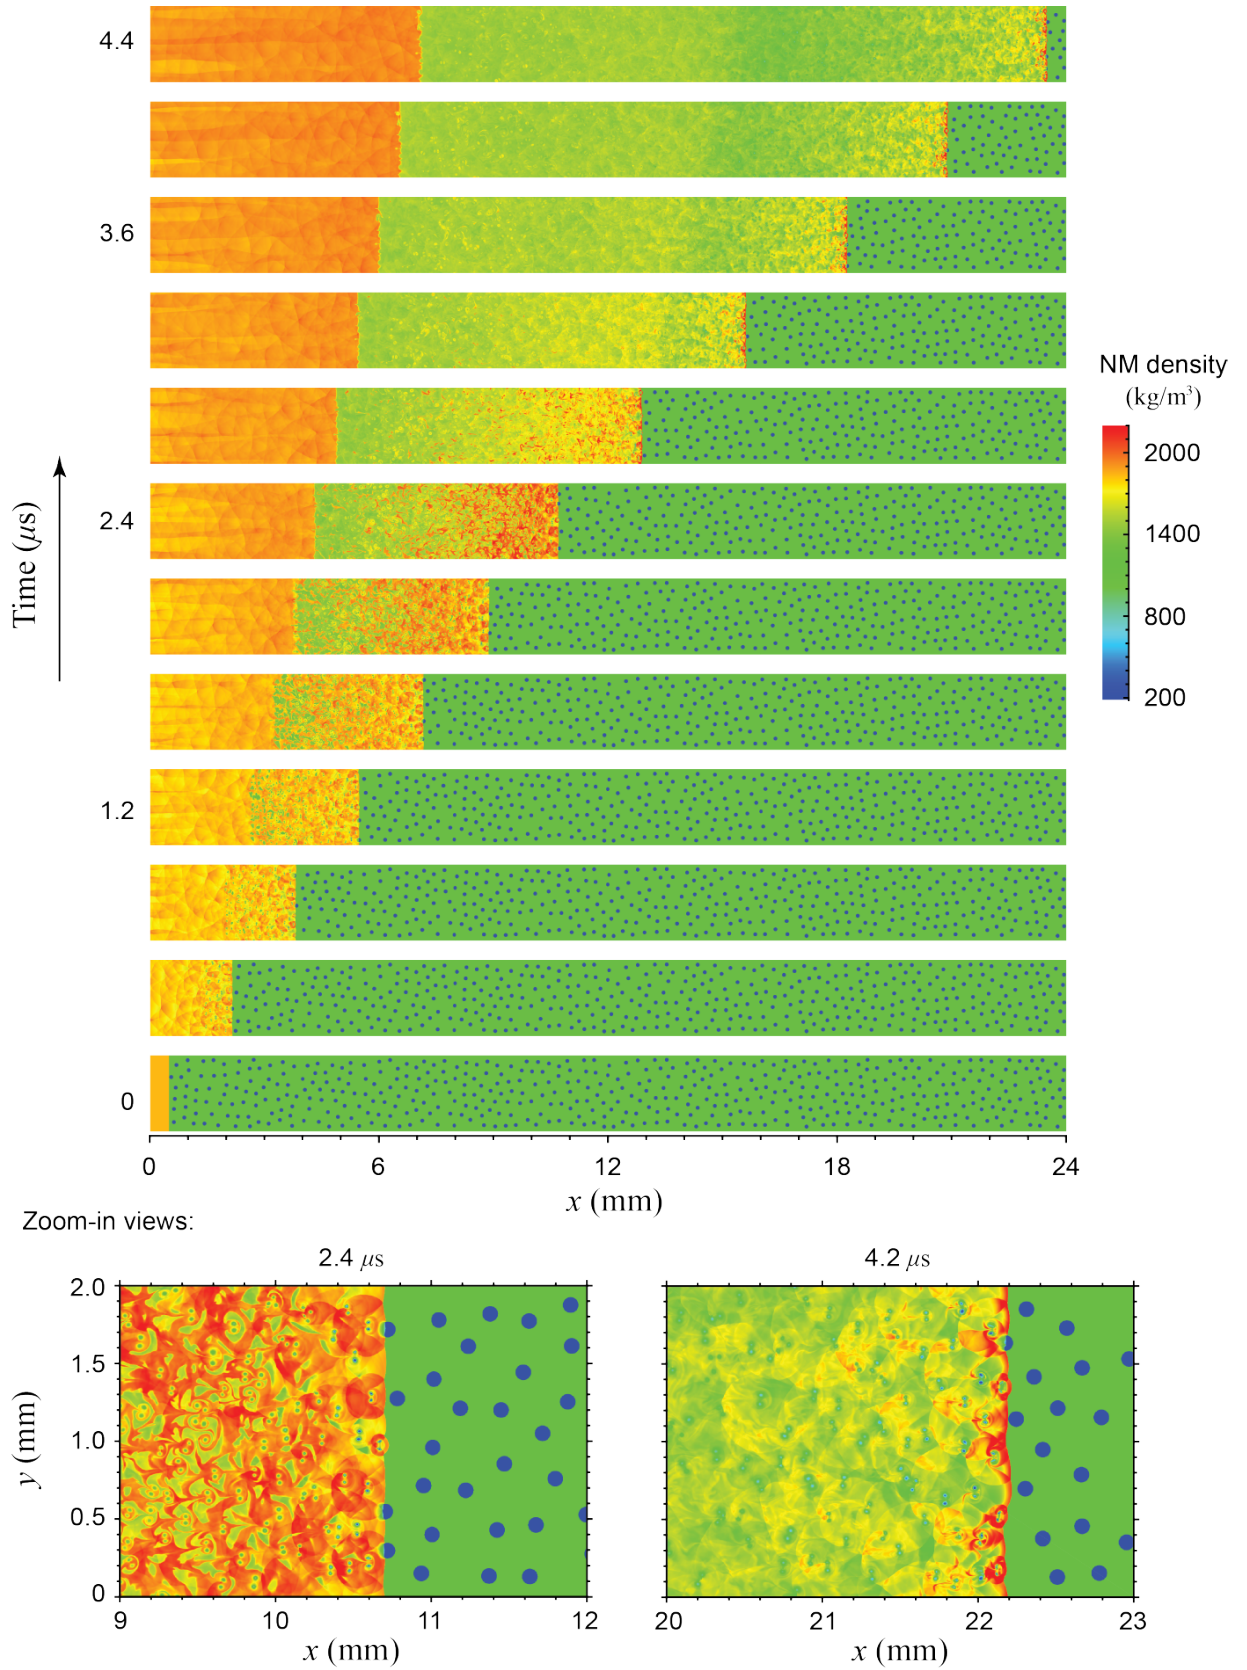 4.4
3.6
2.4
1.2
0
Time (μs)
NM density
(kg/m³)
2000
1400
800
200
0 6 12 18 24
x (mm)
Zoom-in views:
2.4 μs
4.2 μs
2.0
1.5
1.0
0.5
0
y (mm)
9 10 11 12
x (mm)
20 21 22 23
x (mm)